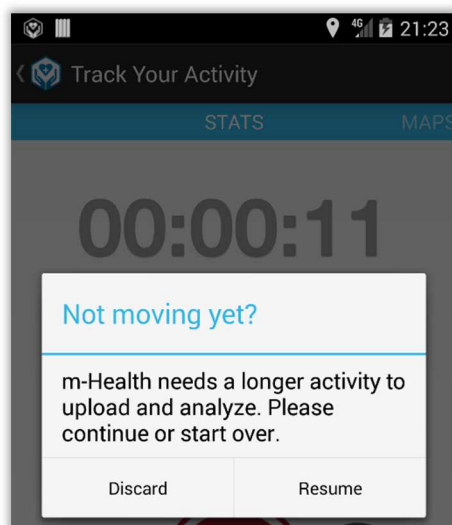 4G 21:23
Track Your Activity
STATS MAPS
00:00:11
Not moving yet?
m-Health needs a longer activity to
upload and analyze. Please
continue or start over.
Discard Resume